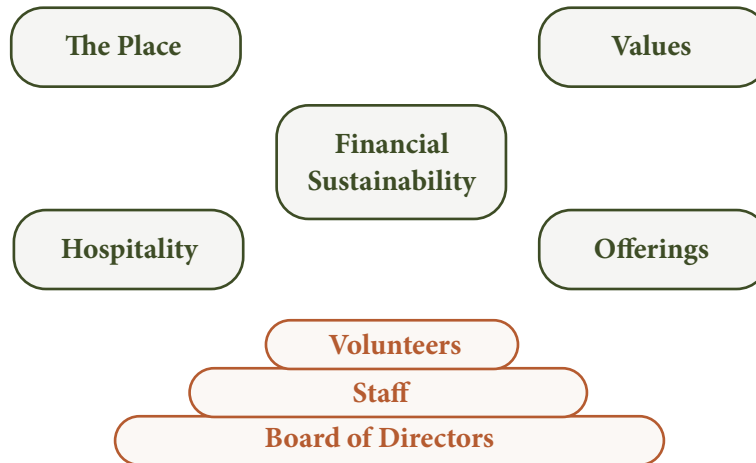 The Place
Values
Financial
Sustainability
Hospitality
Offerings
Volunteers
Staff
Board of Directors